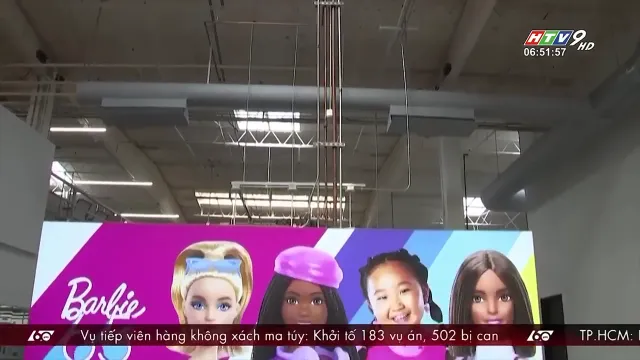 HTV9 HD
06:51:57
Barbie
60 Vụ tiếp viên hàng không xách ma túy: Khởi tố 183 vụ án, 502 bị can 60 TP.HCM: